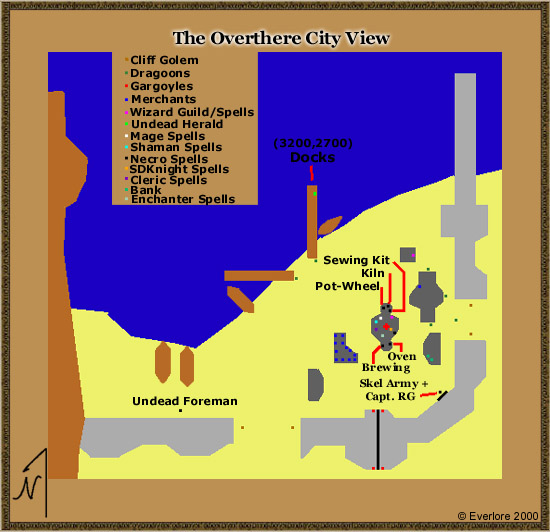 The Overthere City View
Cliff Golem
Dragoons
Gargoyles
Merchants
Wizard Guild/Spells
Undead Herald
Mage Spells
Shaman Spells
Necro Spells
SDKnight Spells
Cleric Spells
Bank
Enchanter Spells
(3200,2700)
Docks
Sewing Kit
Kiln
Pot-Wheel
Oven
Brewing
Skel Army +
Capt. RG
Undead Foreman
N
© Everlore 2000